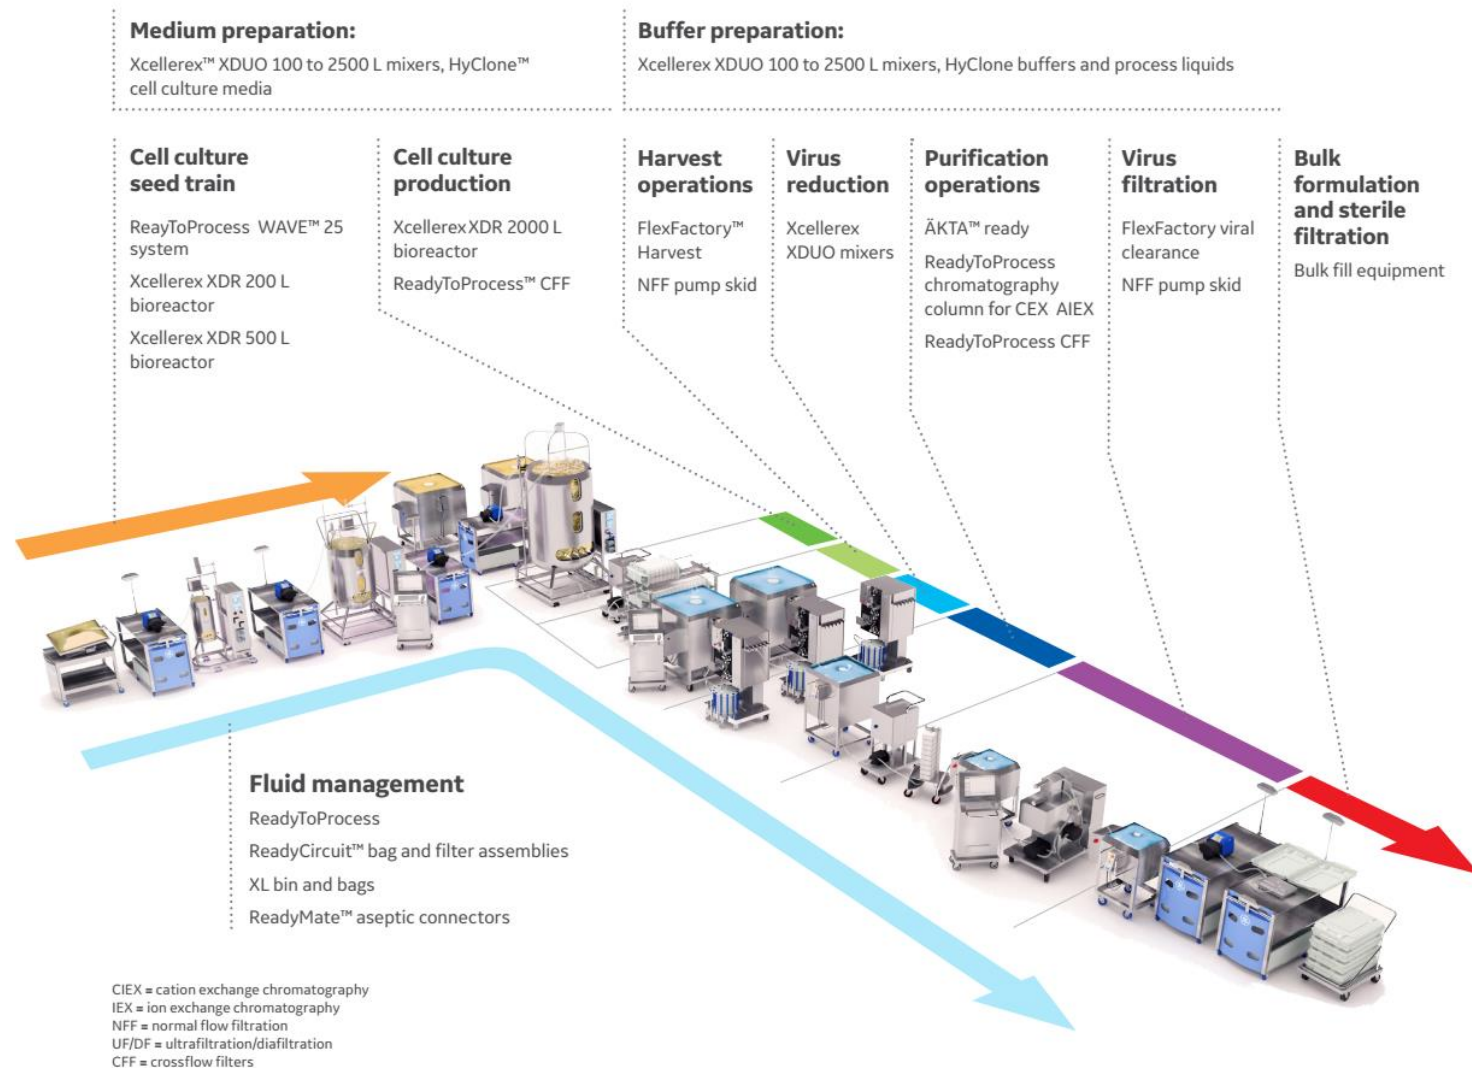 Medium preparation:
Xcellerex™ XDUO 100 to 2500 L mixers, HyClone™
cell culture media
Buffer preparation:
Xcellerex XDUO 100 to 2500 L mixers, HyClone buffers and process liquids
Cell culture
seed train
ReayToProcess WAVE™ 25
system
Xcellerex XDR 200 L
bioreactor
Xcellerex XDR 500 L
bioreactor
Cell culture
production
Xcellerex XDR 2000 L
bioreactor
ReadyToProcess™ CFF
Harvest
operations
FlexFactory™
Harvest
NFF pump skid
Virus
reduction
Xcellerex
XDUO mixers
Purification
operations
ÄKTA™ ready
ReadyToProcess
chromatography
column for CEX AIEX
ReadyToProcess CFF
Virus
filtration
FlexFactory viral
clearance
NFF pump skid
Bulk
formulation
and sterile
filtration
Bulk fill equipment
Fluid management
ReadyToProcess
ReadyCircuit™ bag and filter assemblies
XL bin and bags
ReadyMate™ aseptic connectors
CIEX = cation exchange chromatography
IEX = ion exchange chromatography
NFF = normal flow filtration
UF/DF = ultrafiltration/diafiltration
CFF = crossflow filters